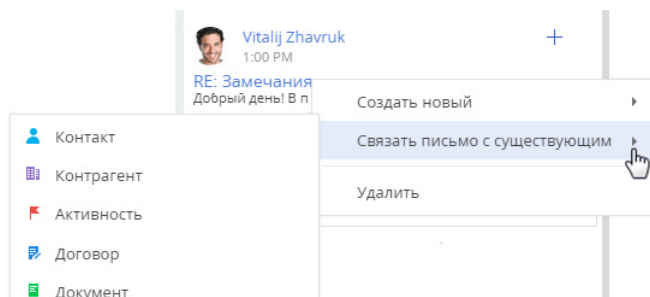 Vitalij Zhavruk
1:00 PM
RE: Замечания
Добрый день! В п
Создать новый
Связать письмо с существующим
Удалить
Контакт
Контрагент
Активность
Договор
Документ